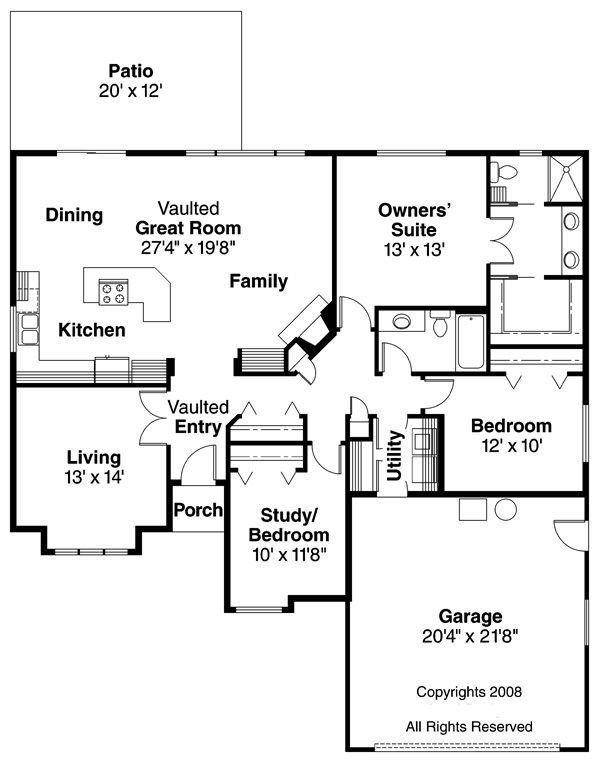 Patio
20' x 12'
Dining
Vaulted
Great Room
27'4" x 19'8"
Family
Kitchen
Owners'
Suite
13' x 13'
Vaulted
Entry
Living
13' x 14'
Porch
Study/
Bedroom
10' x 11'8"
Utility
Bedroom
12' x 10'
Garage
20'4" x 21'8"
Copyrights 2008
All Rights Reserved